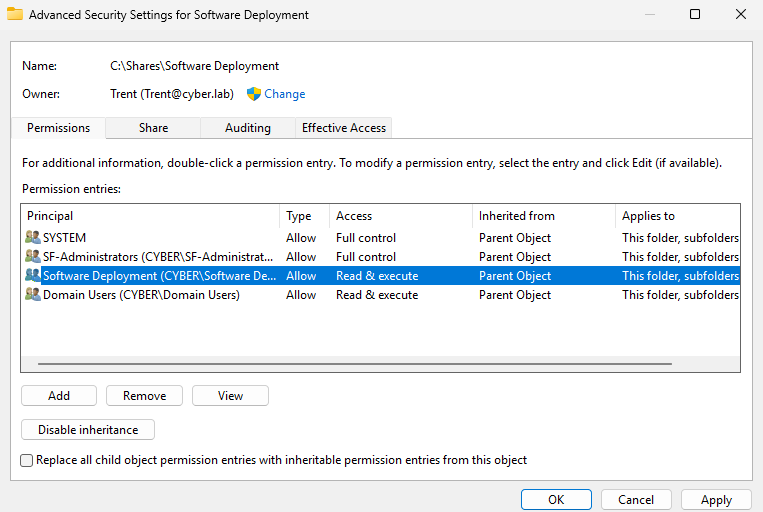 Advanced Security Settings for Software Deployment
Name: C:\Shares\Software Deployment
Owner: Trent (Trent@cyber.lab) Change
Permissions Share Auditing Effective Access
For additional information, double-click a permission entry. To modify a permission entry, select the entry and click Edit (if available).
Permission entries:
Principal Type Access Inherited from Applies to
SYSTEM Allow Full control Parent Object This folder, subfolders
SF-Administrators (CYBER\SF-Administrat... Allow Full control Parent Object This folder, subfolders
Software Deployment (CYBER\Software De... Allow Read & execute Parent Object This folder, subfolders
Domain Users (CYBER\Domain Users) Allow Read & execute Parent Object This folder, subfolders
Add Remove View
Disable inheritance
Replace all child object permission entries with inheritable permission entries from this object
OK Cancel Apply